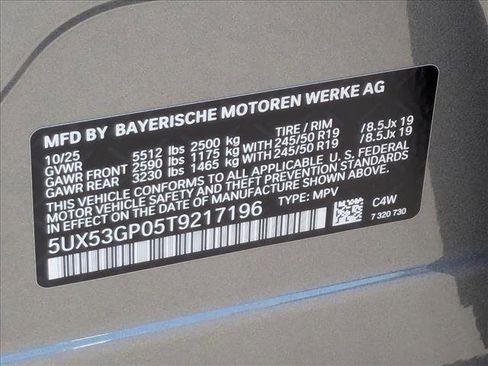 MFD BY BAYERISCHE MOTOREN WERKE AG
10/25 TIRE / RIM
GVWR 5512 lbs 2500 kg
GAWR FRONT 2590 lbs 1175 kg 245/50 R19 /8.5Jx 19
GAWR REAR 3230 lbs 1465 kg 245/50 R19 /8.5Jx 19
THIS VEHICLE CONFORMS TO ALL APPLICABLE U.S. FEDERAL
MOTOR VEHICLE SAFETY AND THEFT PREVENTION STANDARDS
IN EFFECT ON THE DATE OF MANUFACTURE SHOWN ABOVE.
5UX53GP05T9217196 TYPE: MPV C4W
7 320 730